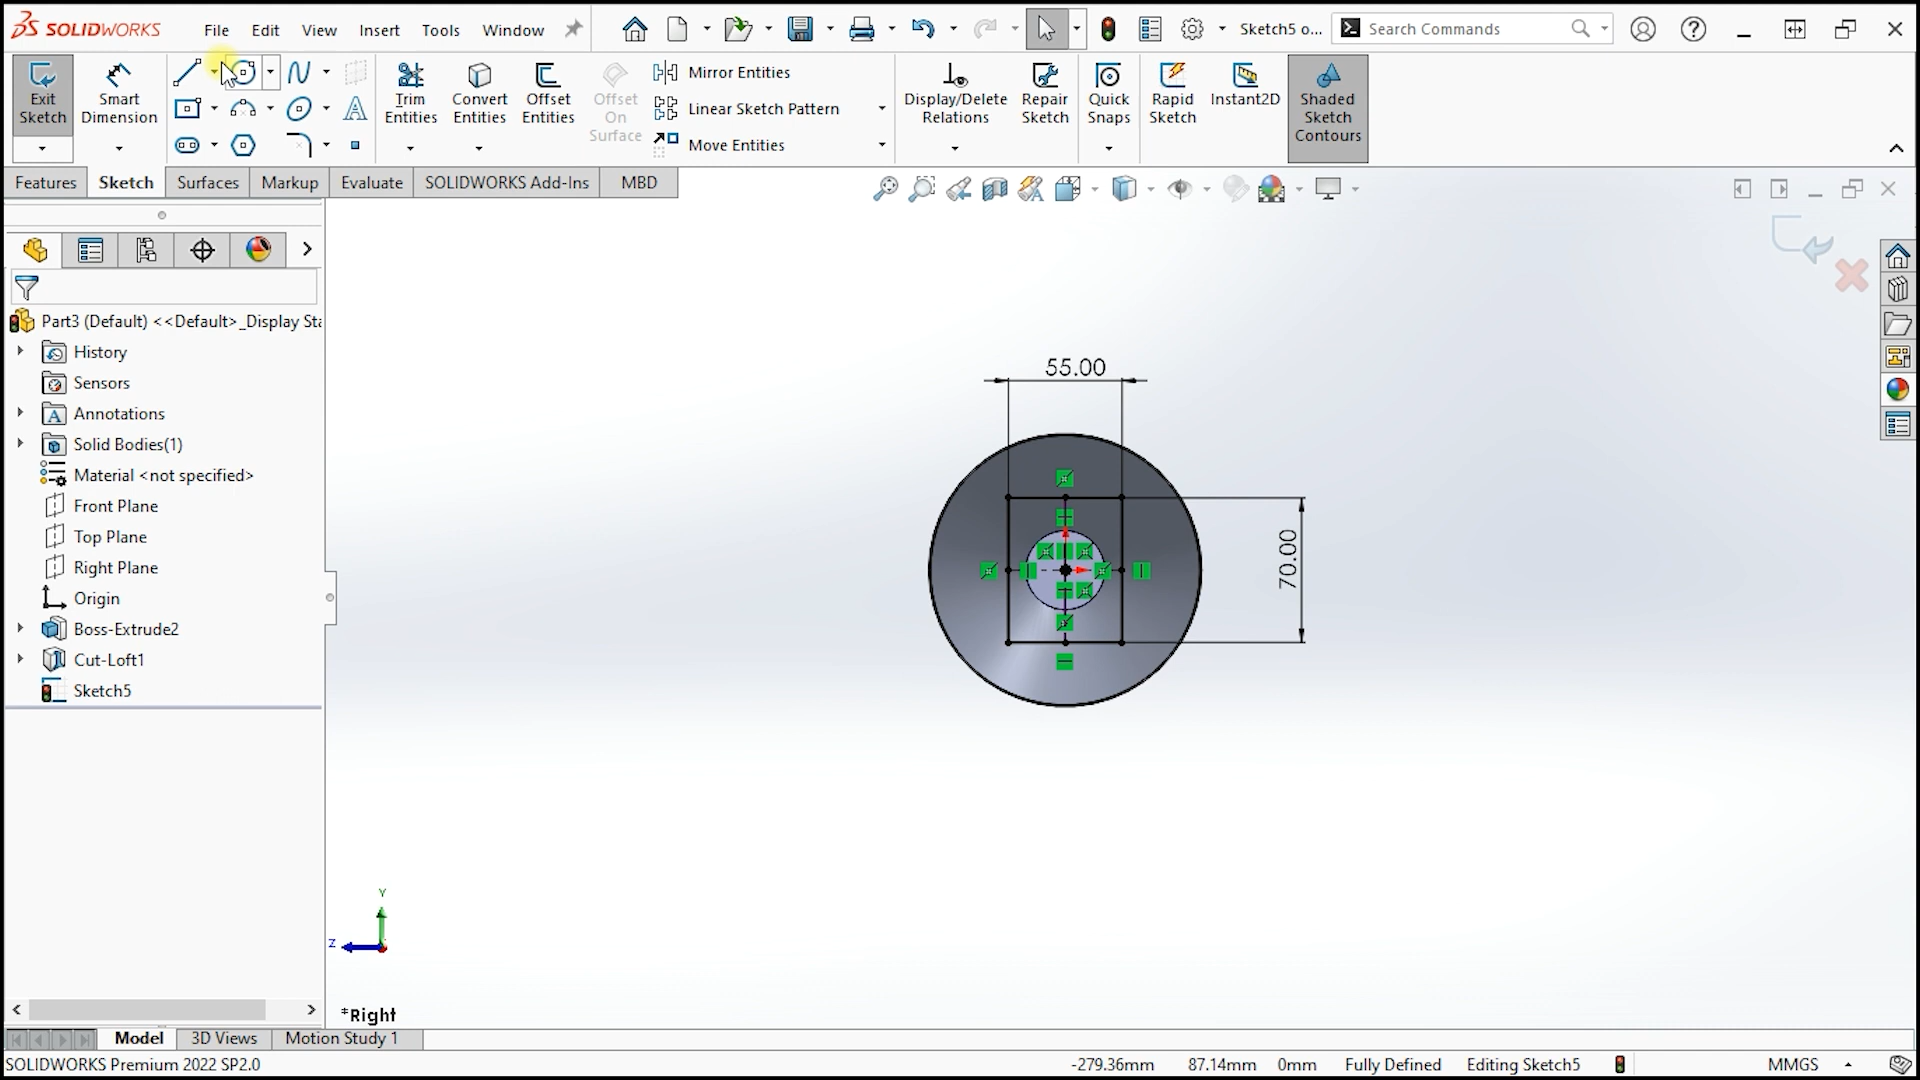 SOLIDWORKS File Edit View Insert Tools Window Sketch5 o... Search Commands
Exit Sketch
Smart Dimension
Trim Entities
Convert Entities
Offset Entities
Offset On Surface
Mirror Entities
Linear Sketch Pattern
Move Entities
Display/Delete Relations
Repair Sketch
Quick Snaps
Rapid Sketch
Instant2D
Shaded Sketch Contours
Features Sketch Surfaces Markup Evaluate SOLIDWORKS Add-Ins MBD
Part3 (Default) <<Default>_Display Sta
History
Sensors
Annotations
Solid Bodies(1)
Material <not specified>
Front Plane
Top Plane
Right Plane
Origin
Boss-Extrude2
Cut-Loft1
Sketch5
55.00
70.00
Y
Z
*Right
Model 3D Views Motion Study 1
SOLIDWORKS Premium 2022 SP2.0 -279.36mm 87.14mm 0mm Fully Defined Editing Sketch5 MMGS